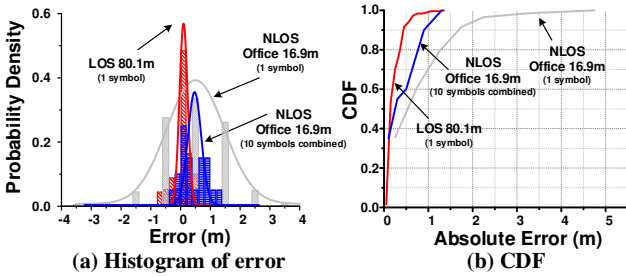 Probability Density
0.6
0.4
0.2
0.0
LOS 80.1m
(1 symbol)
NLOS
Office 16.9m
(1 symbol)
NLOS
Office 16.9m
(10 symbols combined)
-4 -3 -2 -1 0 1 2 3 4
Error (m)
(a) Histogram of error
CDF
1.0
0.8
0.6
0.4
0.2
0.0
NLOS
Office 16.9m
(10 symbols combined)
NLOS
Office 16.9m
(1 symbol)
LOS 80.1m
(1 symbol)
0 1 2 3 4 5
Absolute Error (m)
(b) CDF